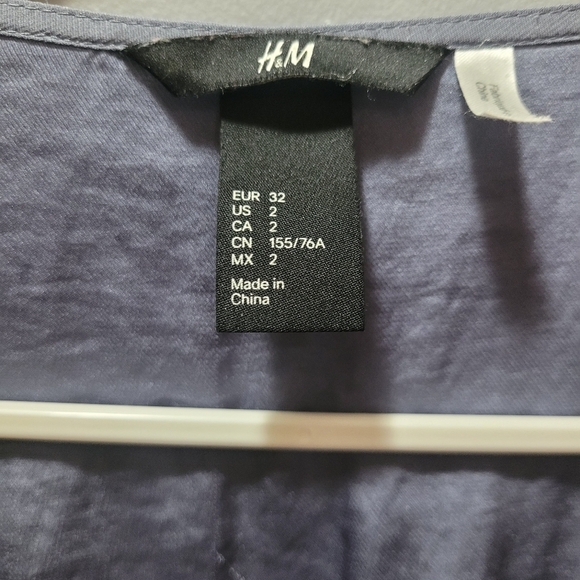 H&M
EUR 32
US 2
CA 2
CN 155/76A
MX 2
Made in
China